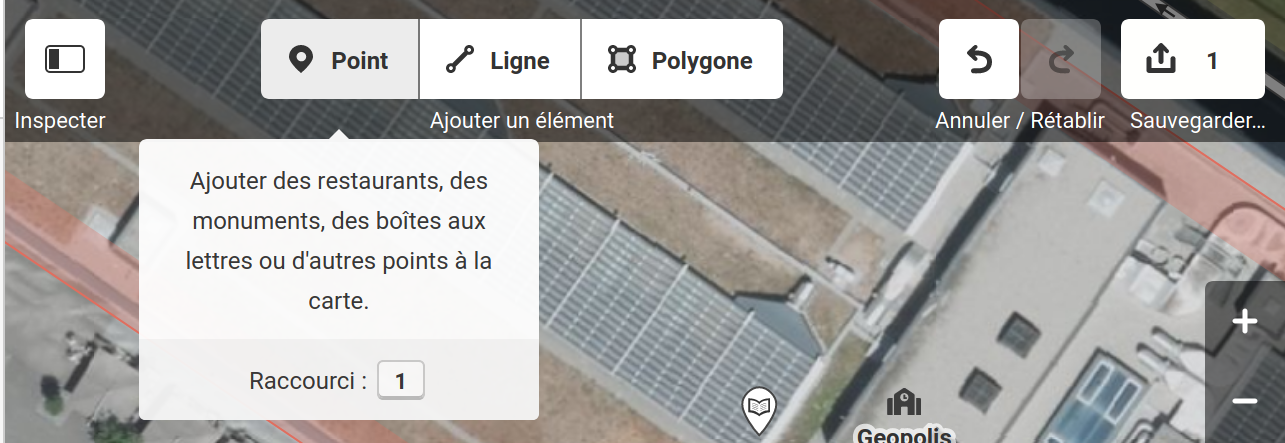 Point
Ligne
Polygone
1
Inspecter
Ajouter un élément
Annuler / Rétablir
Sauvegarder…
Ajouter des restaurants, des
monuments, des boîtes aux
lettres ou d'autres points à la
carte.
Raccourci : 1
Geopolis